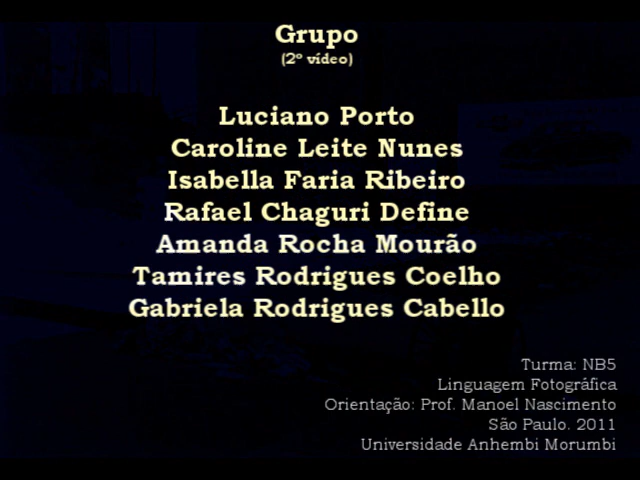 Grupo
(2º vídeo)
Luciano Porto
Caroline Leite Nunes
Isabella Faria Ribeiro
Rafael Chaguri Define
Amanda Rocha Mourão
Tamires Rodrigues Coelho
Gabriela Rodrigues Cabello
Turma: NB5
Linguagem Fotográfica
Orientação: Prof. Manoel Nascimento
São Paulo. 2011
Universidade Anhembi Morumbi